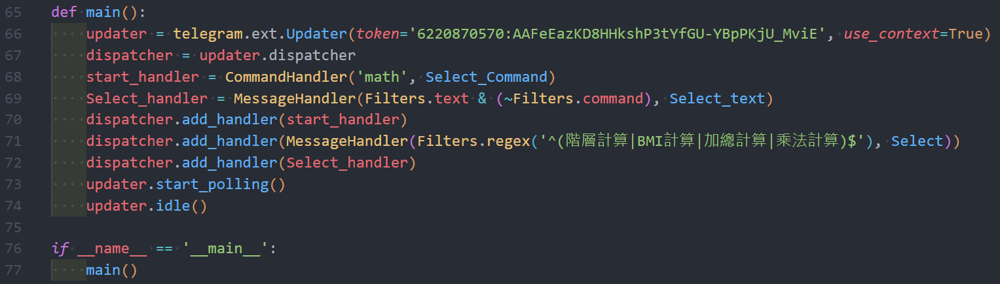 65 def main():
66 updater = telegram.ext.Updater(token='6220870570:AAFeEazKD8HHkshP3tYfGU-YBpPKjU_MviE', use_context=True)
67 dispatcher = updater.dispatcher
68 start_handler = CommandHandler('math', Select_Command)
69 Select_handler = MessageHandler(Filters.text & (~Filters.command), Select_text)
70 dispatcher.add_handler(start_handler)
71 dispatcher.add_handler(MessageHandler(Filters.regex('^(階層計算|BMI計算|加總計算|乘法計算)$'), Select))
72 dispatcher.add_handler(Select_handler)
73 updater.start_polling()
74 updater.idle()
75
76 if __name__ == '__main__':
77 main()